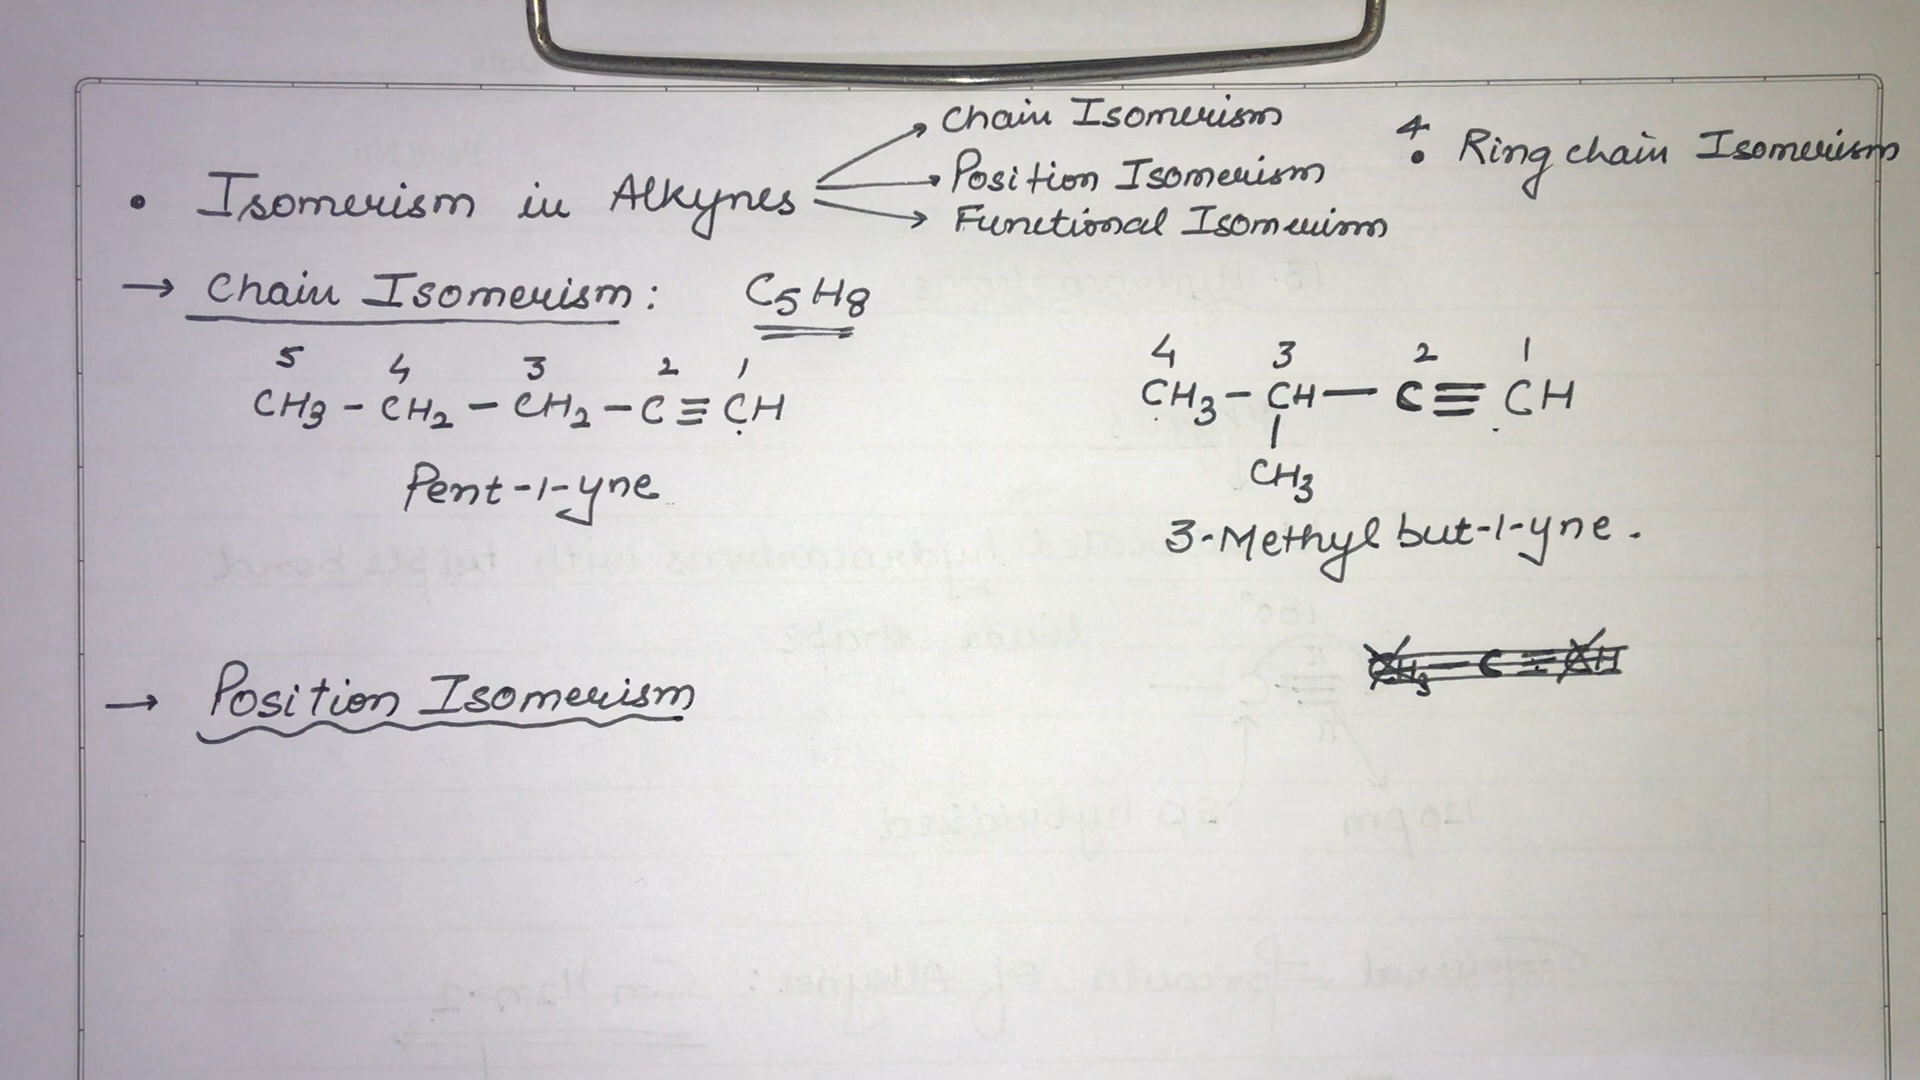 • Isomerism in Alkynes
Chain Isomerism
Position Isomerism
Functional Isomerism
4. Ring chain Isomerism
→ Chain Isomerism : C5H8
5 4 3 2 1
CH3 - CH2 - CH2 - C ≡ CH
Pent-1-yne
4 3 2 1
CH3 - CH - C ≡ CH
|
CH3
3-Methyl but-1-yne.
→ Position Isomerism